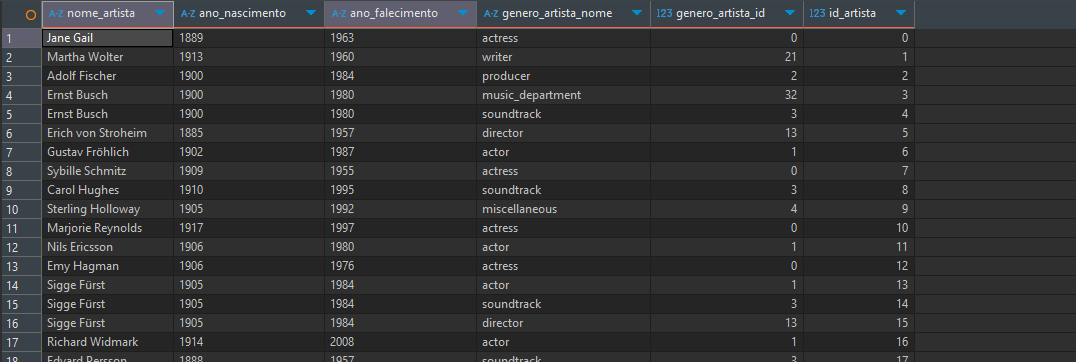 A-Z nome_artista A-Z ano_nascimento A-Z ano_falecimento A-Z genero_artista_nome 123 genero_artista_id 123 id_artista
1 Jane Gail 1889 1963 actress 0 0
2 Martha Wolter 1913 1960 writer 21 1
3 Adolf Fischer 1900 1984 producer 2 2
4 Ernst Busch 1900 1980 music_department 32 3
5 Ernst Busch 1900 1980 soundtrack 3 4
6 Erich von Stroheim 1885 1957 director 13 5
7 Gustav Fröhlich 1902 1987 actor 1 6
8 Sybille Schmitz 1909 1955 actress 0 7
9 Carol Hughes 1910 1995 soundtrack 3 8
10 Sterling Holloway 1905 1992 miscellaneous 4 9
11 Marjorie Reynolds 1917 1997 actress 0 10
12 Nils Ericsson 1906 1980 actor 1 11
13 Emy Hagman 1906 1976 actress 0 12
14 Sigge Fürst 1905 1984 actor 1 13
15 Sigge Fürst 1905 1984 soundtrack 3 14
16 Sigge Fürst 1905 1984 director 13 15
17 Richard Widmark 1914 2008 actor 1 16
18 Edvard Persson 1888 1957 soundtrack 3 17